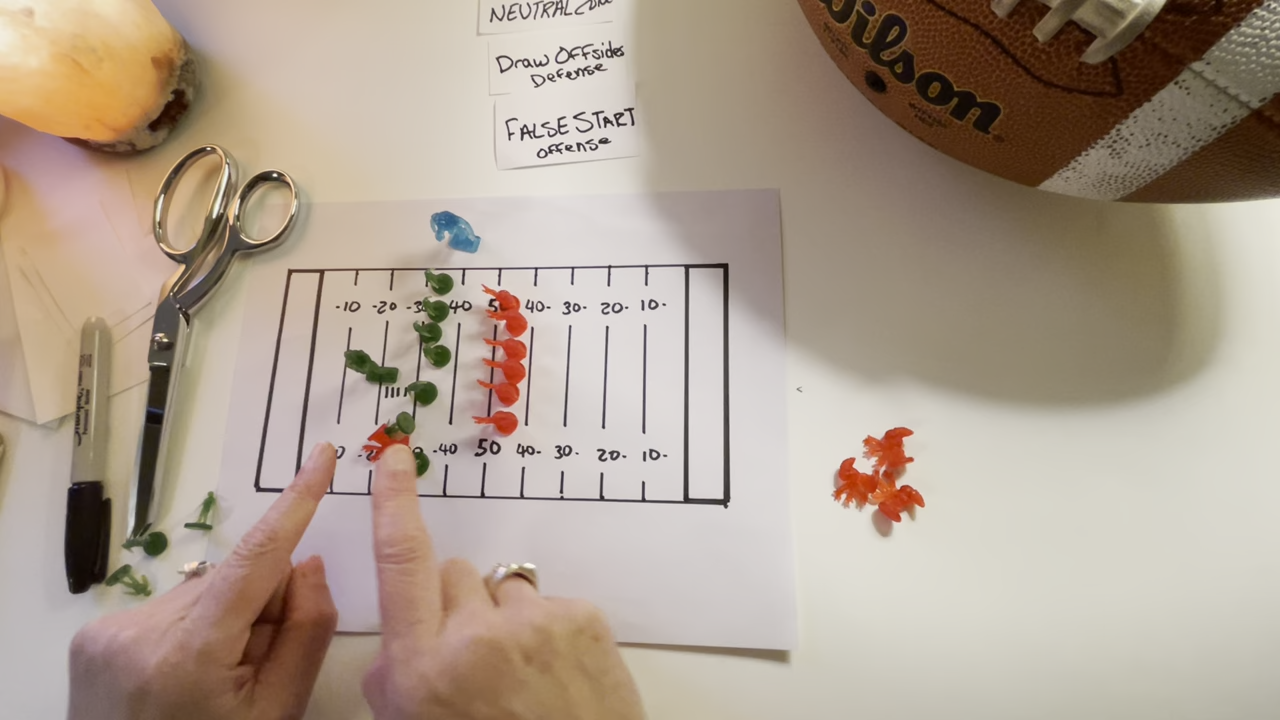 NEUTRAL ZONE
Draw OFFsides
Defense
FALSE START
offense
Wilson
-10 -20 -30 40 50 40- 30- 20- 10-
-40 50 40- 30- 20- 10-
Sharpie